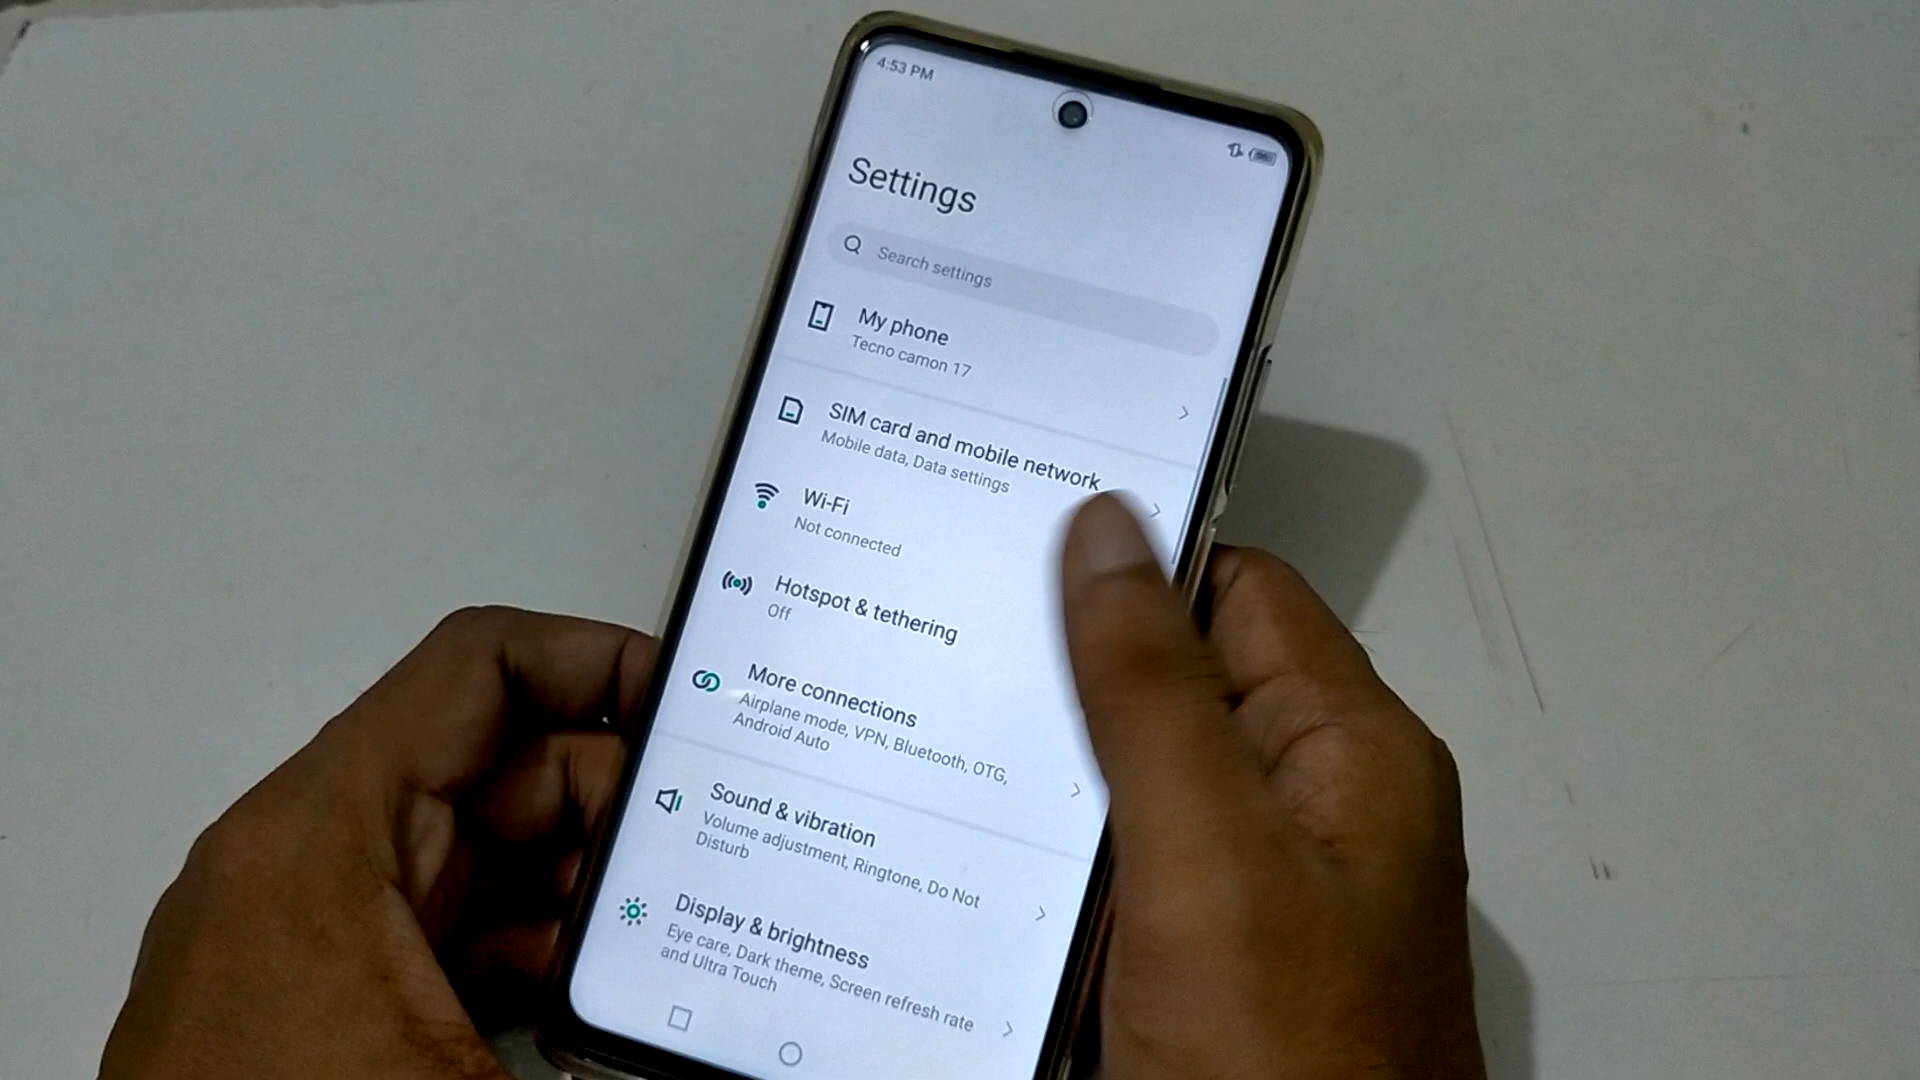 4:53 PM
Settings
Search settings
My phone
Tecno camon 17
SIM card and mobile network
Mobile data, Data settings
Wi-Fi
Not connected
Hotspot & tethering
Off
More connections
Airplane mode, VPN, Bluetooth, OTG,
Android Auto
Sound & vibration
Volume adjustment, Ringtone, Do Not
Disturb
Display & brightness
Eye care, Dark theme, Screen refresh rate
and Ultra Touch